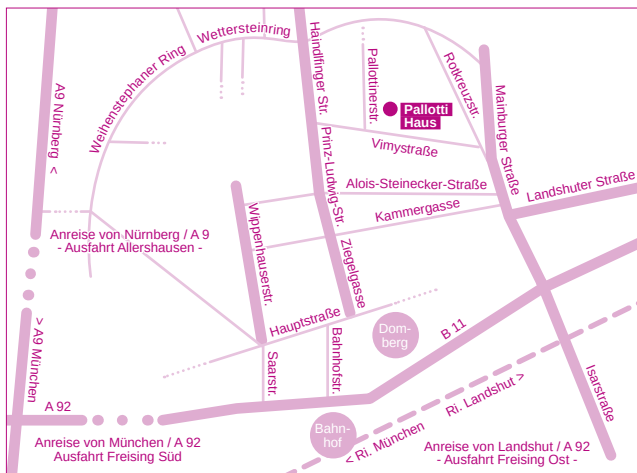 Wettersteinring
Weihenstephaner Ring
Haindlfinger Str.
Pallottinerstr.
Rotkreuzstr.
Mainburger Straße
A9 Nürnberg <
Pallotti
Haus
Vimystraße
Prinz-Ludwig-Str.
Alois-Steinecker-Straße
Landshuter Straße
Kammergasse
Wippenhauserstr.
Ziegelgasse
Anreise von Nürnberg / A 9
- Ausfahrt Allershausen -
> A9 München
Hauptstraße
Dom-
berg
B 11
Saarstr.
Bahnhofstr.
Isarstraße
Ri. Landshut >
A 92
Bahn-
hof
< Ri. München
Anreise von München / A 92
Ausfahrt Freising Süd
Anreise von Landshut / A 92
- Ausfahrt Freising Ost -